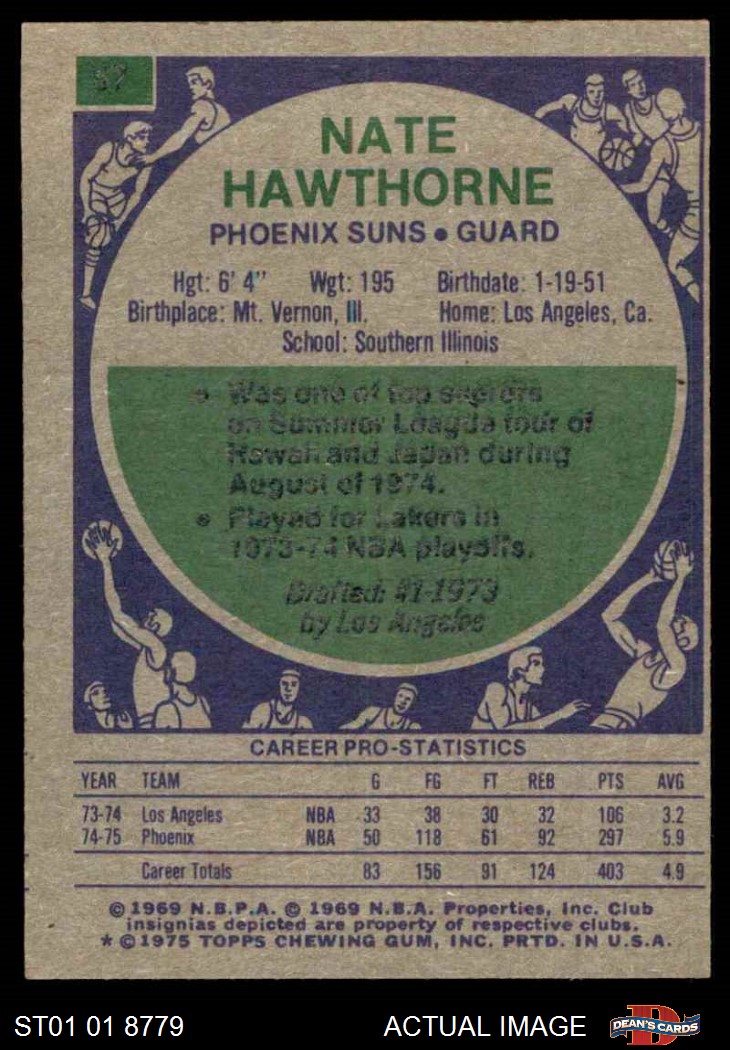 57
NATE
HAWTHORNE
PHOENIX SUNS • GUARD
Hgt: 6' 4" Wgt: 195 Birthdate: 1-19-51
Birthplace: Mt. Vernon, Ill. Home: Los Angeles, Ca.
School: Southern Illinois
• Was one of top scorers
on Summer League tour of
Hawaii and Japan during
August of 1974.
• Played for Lakers in
1973-74 NBA playoffs.
Drafted: #1-1973
by Los Angeles
CAREER PRO-STATISTICS
YEAR TEAM G FG FT REB PTS AVG
73-74 Los Angeles NBA 33 38 30 32 106 3.2
74-75 Phoenix NBA 50 118 61 92 297 5.9
Career Totals 83 156 91 124 403 4.9
© 1969 N.B.P.A. © 1969 N.B.A. Properties, Inc. Club
insignias depicted are property of respective clubs.
* © 1975 TOPPS CHEWING GUM, INC. PRTD. IN U.S.A.
ST01 01 8779 ACTUAL IMAGE
DEAN'S CARDS